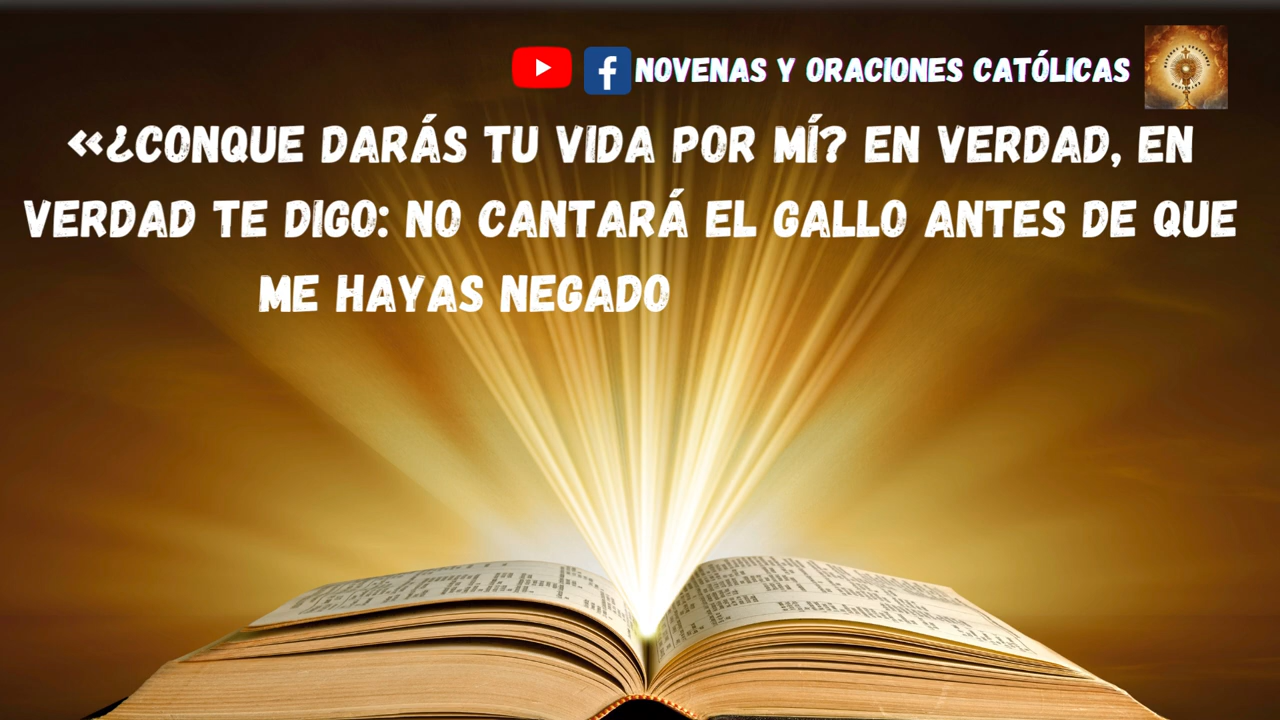 NOVENAS Y ORACIONES CATÓLICAS
«¿CONQUE DARÁS TU VIDA POR MÍ? EN VERDAD, EN
VERDAD TE DIGO: NO CANTARÁ EL GALLO ANTES DE QUE
ME HAYAS NEGADO